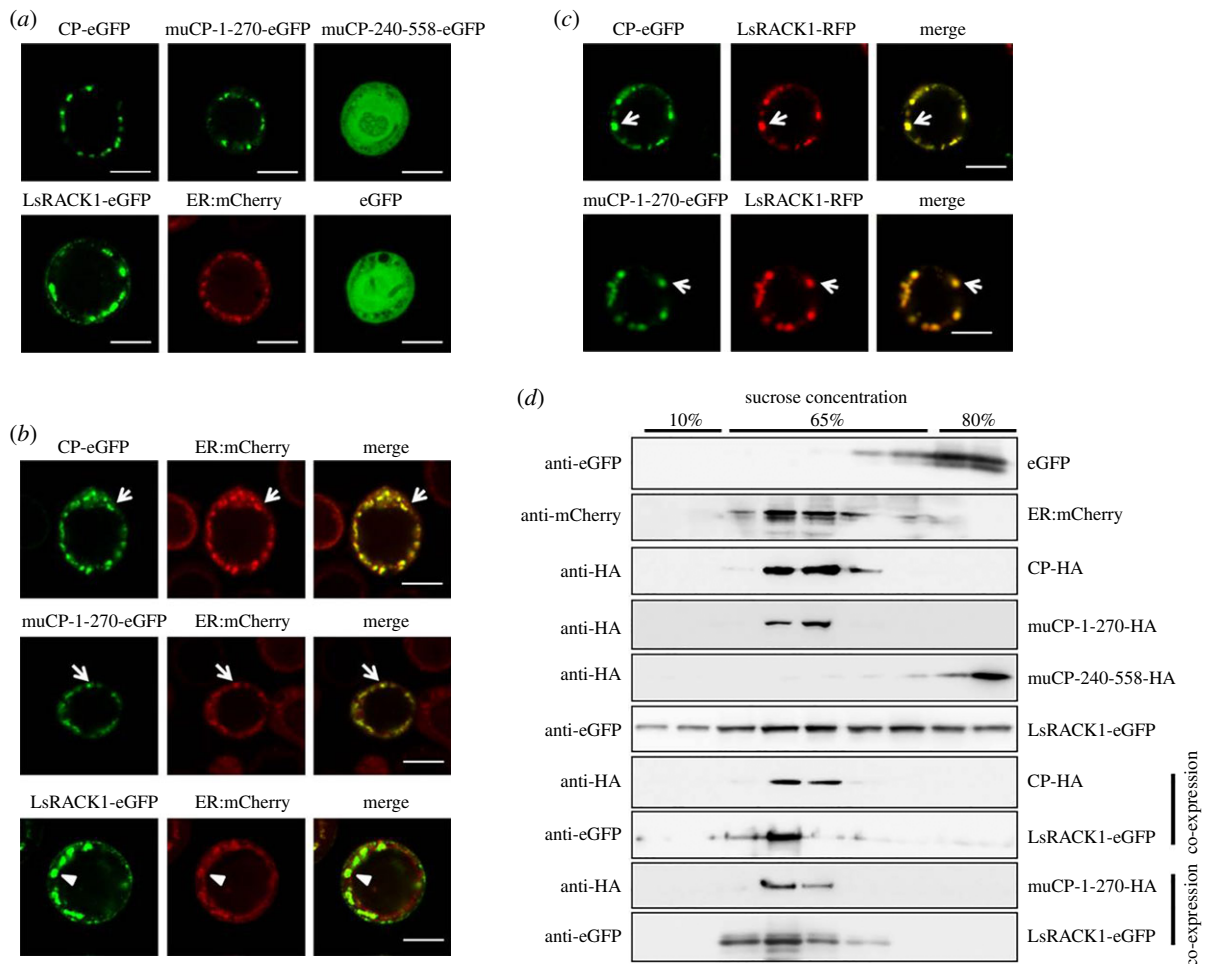 (a)
CP-eGFP muCP-1-270-eGFP muCP-240-558-eGFP
LsRACK1-eGFP ER:mCherry eGFP
(b)
CP-eGFP ER:mCherry merge
muCP-1-270-eGFP ER:mCherry merge
LsRACK1-eGFP ER:mCherry merge
(c)
CP-eGFP LsRACK1-RFP merge
muCP-1-270-eGFP LsRACK1-RFP merge
(d)
sucrose concentration
10% 65% 80%
anti-eGFP eGFP
anti-mCherry ER:mCherry
anti-HA CP-HA
anti-HA muCP-1-270-HA
anti-HA muCP-240-558-HA
anti-eGFP LsRACK1-eGFP
anti-HA CP-HA
anti-eGFP LsRACK1-eGFP
co-expression
anti-HA muCP-1-270-HA
anti-eGFP LsRACK1-eGFP
co-expression